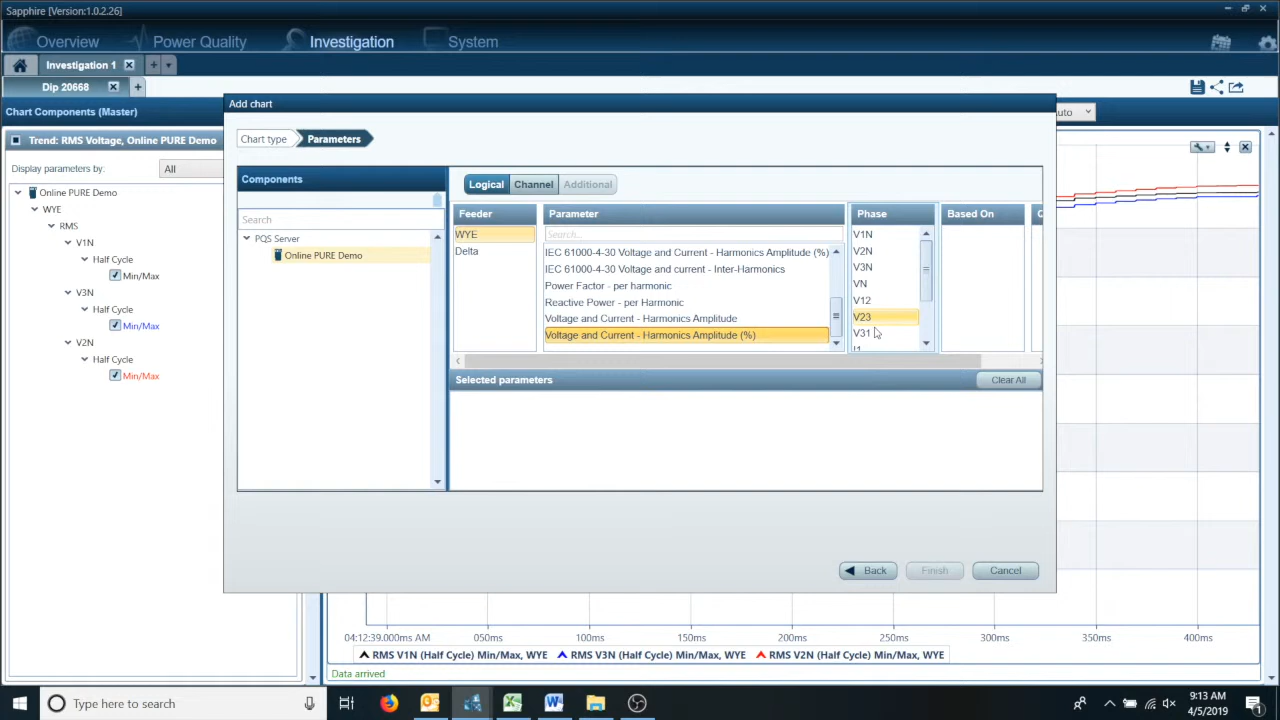 Sapphire [Version:1.0.2.26]
Overview
Power Quality
Investigation
System
Investigation 1
Dip 20668
Chart Components (Master)
Trend: RMS Voltage, Online PURE Demo
Display parameters by:
All
Online PURE Demo
WYE
RMS
V1N
Half Cycle
Min/Max
V3N
Half Cycle
Min/Max
V2N
Half Cycle
Min/Max
Add chart
Chart type
Parameters
Components
Search
PQS Server
Online PURE Demo
Logical
Channel
Additional
Feeder
WYE
Delta
Parameter
Search...
IEC 61000-4-30 Voltage and Current - Harmonics Amplitude (%)
IEC 61000-4-30 Voltage and current - Inter-Harmonics
Power Factor - per harmonic
Reactive Power - per Harmonic
Voltage and Current - Harmonics Amplitude
Voltage and Current - Harmonics Amplitude (%)
Phase
V1N
V2N
V3N
VN
V12
V23
V31
I1
Based On
Selected parameters
Clear All
Back
Finish
Cancel
04:12:39.000ms AM
050ms
100ms
150ms
200ms
250ms
300ms
350ms
400ms
RMS V1N (Half Cycle) Min/Max, WYE
RMS V3N (Half Cycle) Min/Max, WYE
RMS V2N (Half Cycle) Min/Max, WYE
Data arrived
Type here to search
9:13 AM
4/5/2019